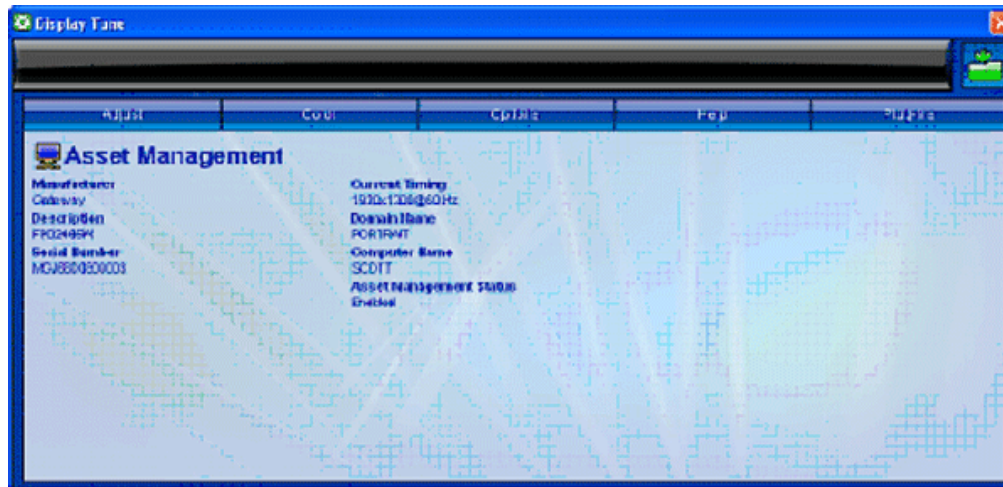 Display Tune
Adjust Color Options Help Plug-ins
Asset Management
Manufacturer
Gateway
Description
Serial Number
Current Timing
Domain Name
PORTRAIT
Computer Name
SCOTT
Asset Management Status
Enabled